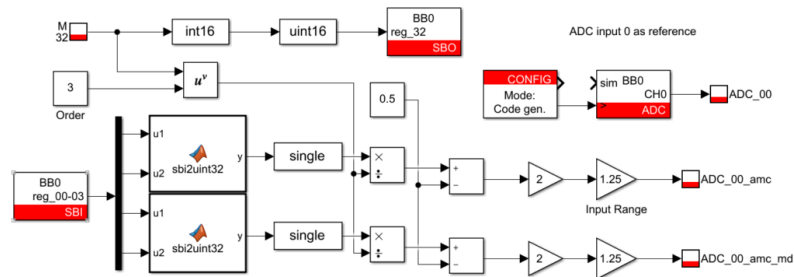 M
32
int16
uint16
BB0
reg_32
SBO
ADC input 0 as reference
u^v
3
Order
0.5
CONFIG
Mode:
Code gen.
sim
BB0
CH0
>
ADC
ADC_00
u1
u2
sbi2uint32
y
single
×
÷
+
−
2
1.25
Input Range
ADC_00_amc
BB0
reg_00-03
SBI
u1
u2
sbi2uint32
y
single
×
÷
+
−
2
1.25
ADC_00_amc_md